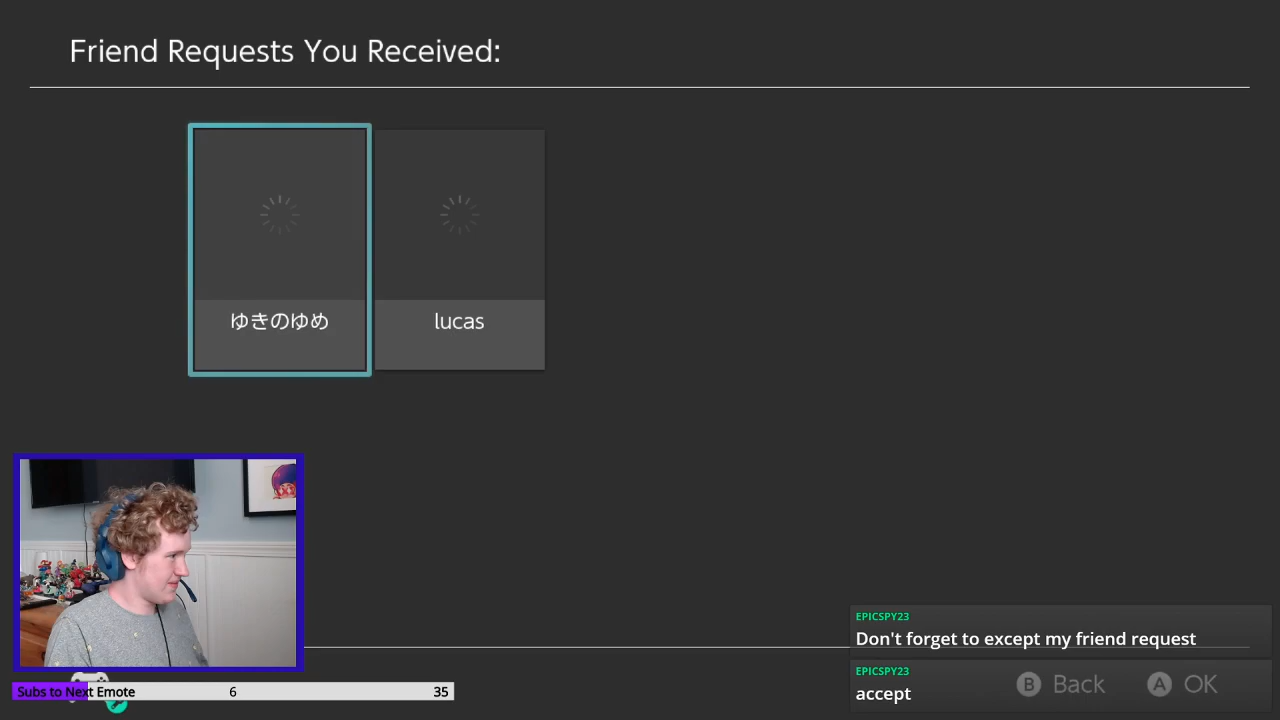 Friend Requests You Received:
ゆきのゆめ
lucas
EPICSPY23
Don't forget to except my friend request
EPICSPY23
accept
B Back A OK
Subs to Next Emote 6 35